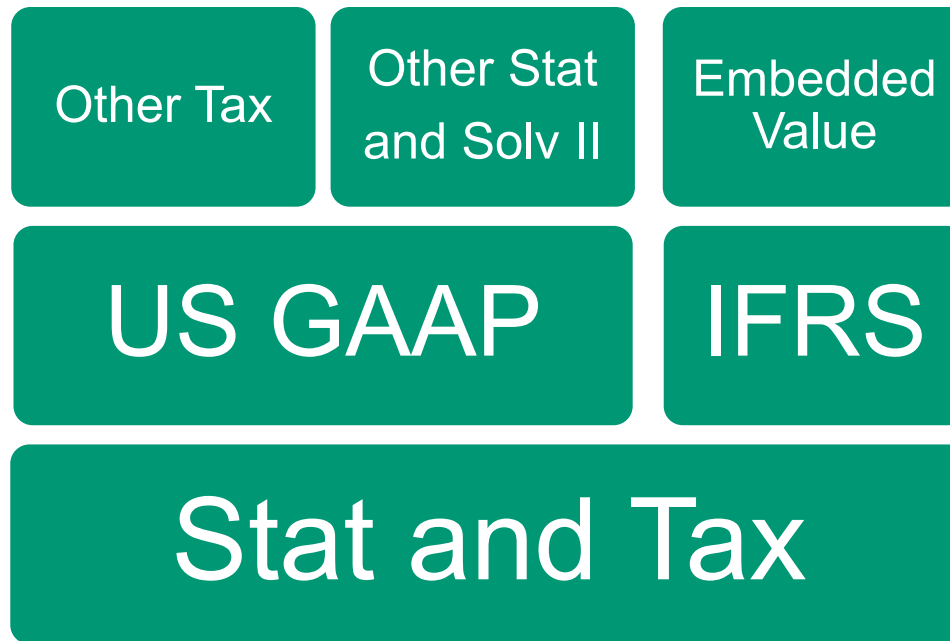 Other Tax
Other Stat
and Solv II
Embedded
Value
US GAAP
IFRS
Stat and Tax